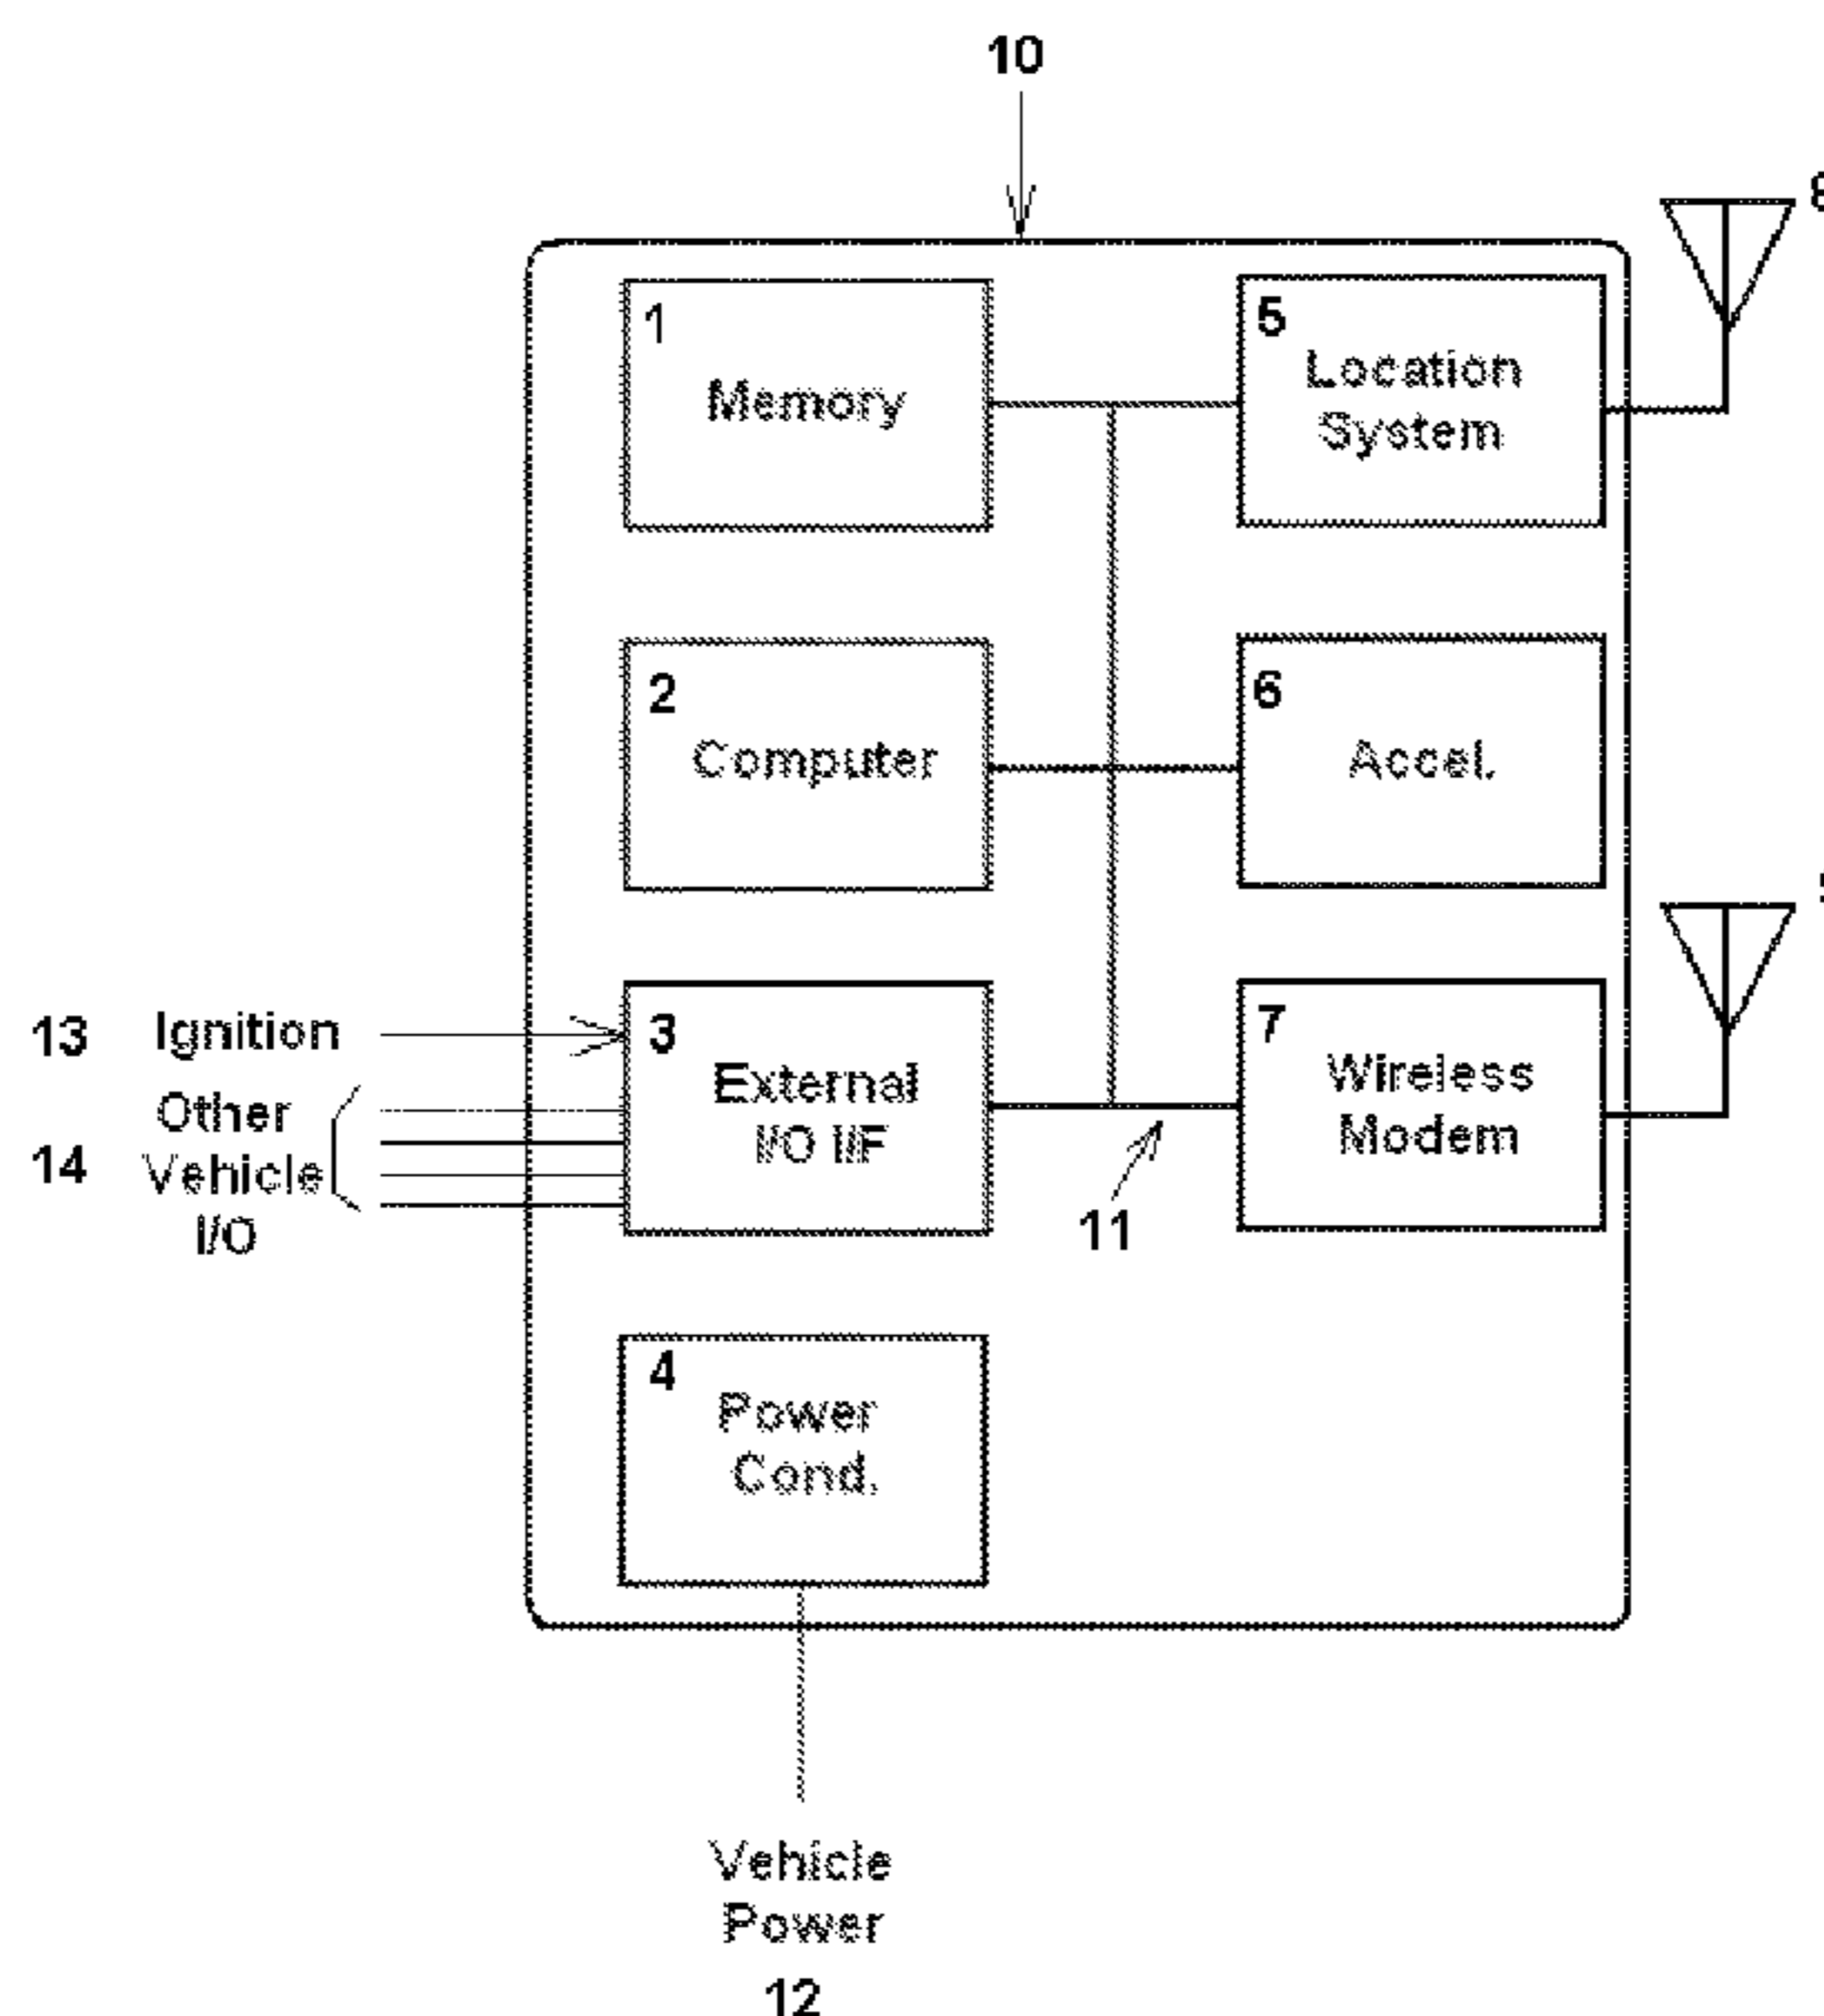 10
8
1
Memory
5
Location
System
2
Computer
6
Accel.
13 Ignition
14 Other
Vehicle
I/O
3
External
I/O I/F
7
Wireless
Modem
11
4
Power
Cond.
Vehicle
Power
12